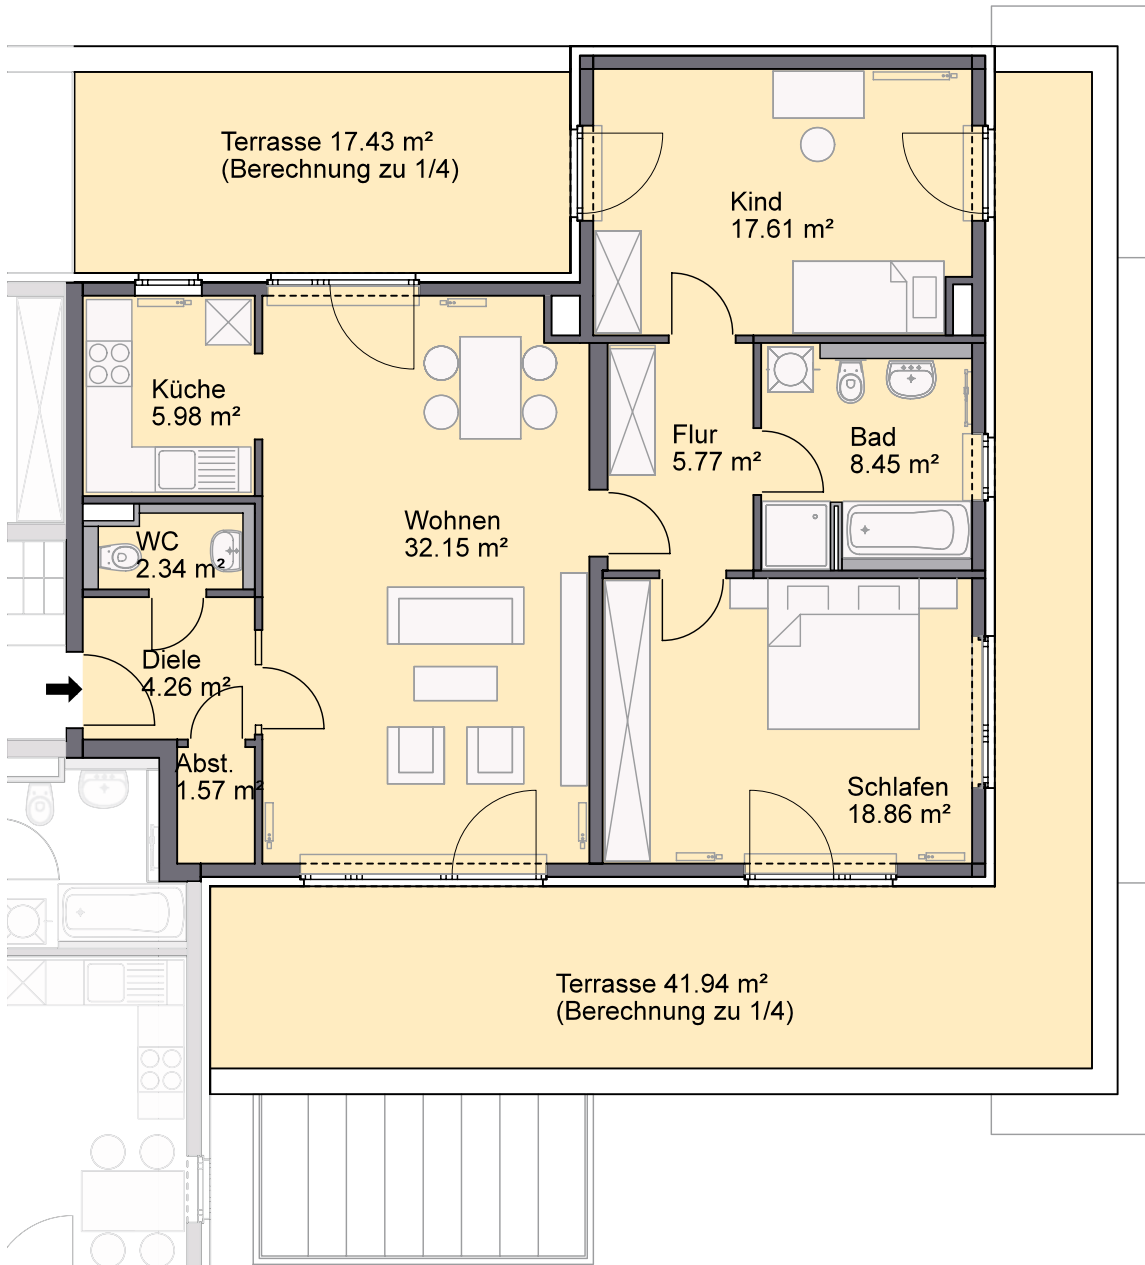 Terrasse 17.43 m²
(Berechnung zu 1/4)
Kind
17.61 m²
Küche
5.98 m²
Flur
5.77 m²
Bad
8.45 m²
Wohnen
32.15 m²
WC
2.34 m²
Diele
4.26 m²
Abst.
1.57 m²
Schlafen
18.86 m²
Terrasse 41.94 m²
(Berechnung zu 1/4)